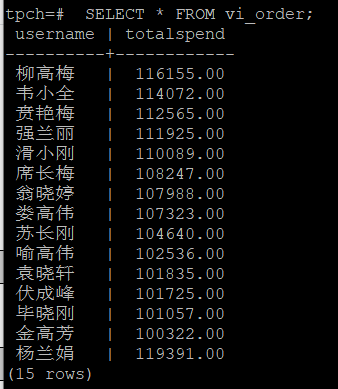 tpch=#  SELECT * FROM vi_order;
 username | totalspend
----------+------------
 柳高梅   |  116155.00
 韦小全   |  114072.00
 贲艳梅   |  112565.00
 强兰丽   |  111925.00
 滑小刚   |  110089.00
 席长梅   |  108247.00
 翁晓婷   |  107988.00
 娄高伟   |  107323.00
 苏长刚   |  104640.00
 喻高伟   |  102536.00
 袁晓轩   |  101835.00
 伏成峰   |  101725.00
 毕晓刚   |  101057.00
 金高芳   |  100322.00
 杨兰娟   |  119391.00
(15 rows)